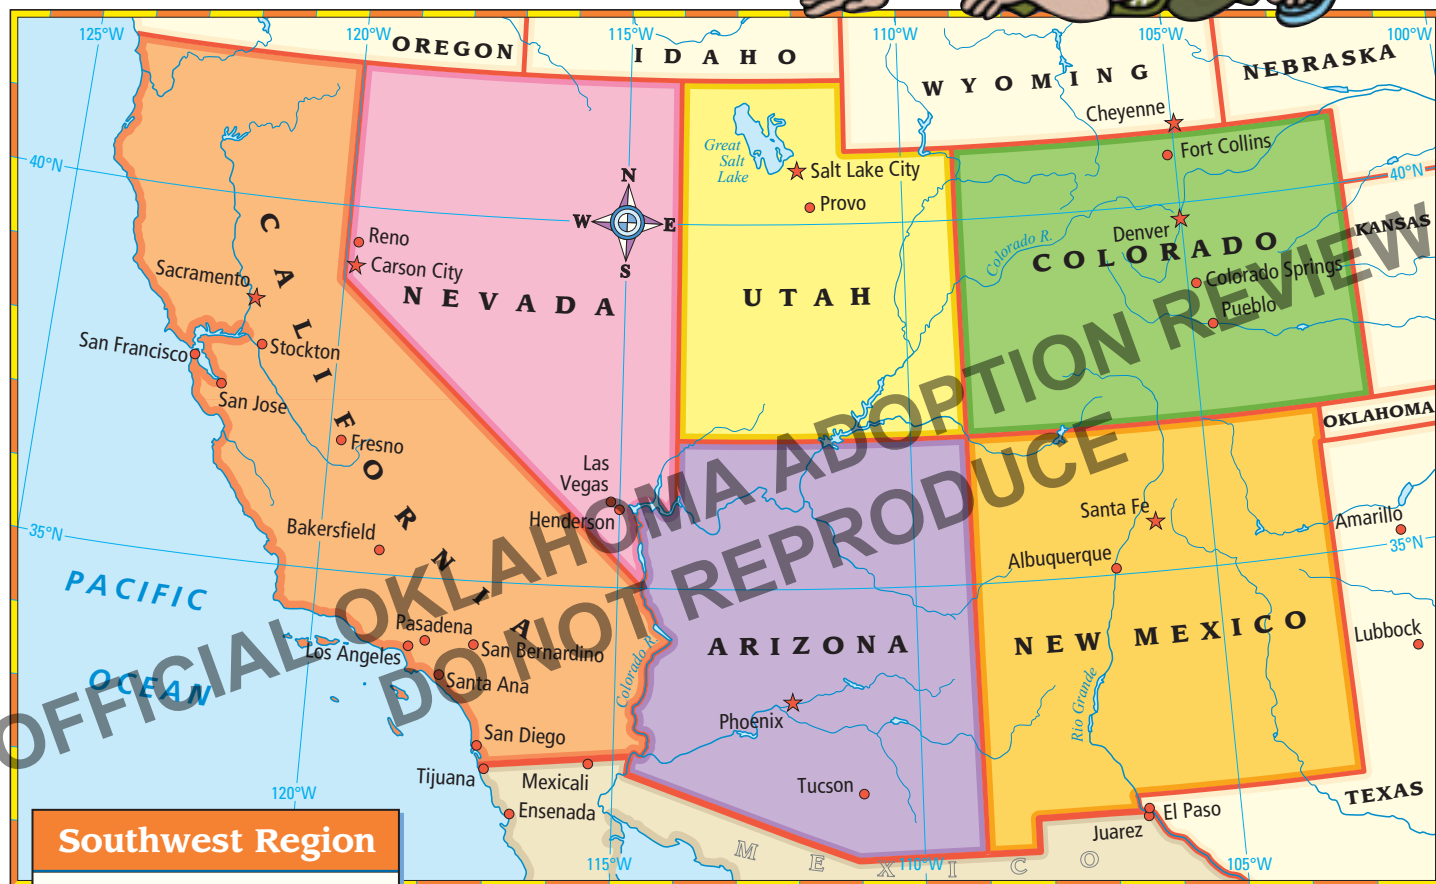 125°W
120°W
115°W
110°W
105°W
100°W
OREGON
IDAHO
WYOMING
NEBRASKA
Cheyenne
Fort Collins
40°N
40°N
Great
Salt
Lake
Salt Lake City
Provo
N
W
E
S
Reno
Carson City
Sacramento
CALIFORNIA
NEVADA
UTAH
Colorado R.
Denver
COLORADO
KANSAS
Colorado Springs
Pueblo
San Francisco
Stockton
San Jose
Fresno
OKLAHOMA
Las
Vegas
Henderson
Bakersfield
35°N
Santa Fe
Albuquerque
Amarillo
35°N
PACIFIC
OCEAN
Pasadena
Los Angeles
San Bernardino
Santa Ana
San Diego
Colorado R.
ARIZONA
Phoenix
Tucson
NEW MEXICO
Rio Grande
Lubbock
Tijuana
Mexicali
Ensenada
120°W
TEXAS
El Paso
Juarez
MEXICO
115°W
110°W
105°W
Southwest Region
OFFICIAL OKLAHOMA ADOPTION REVIEW
DO NOT REPRODUCE